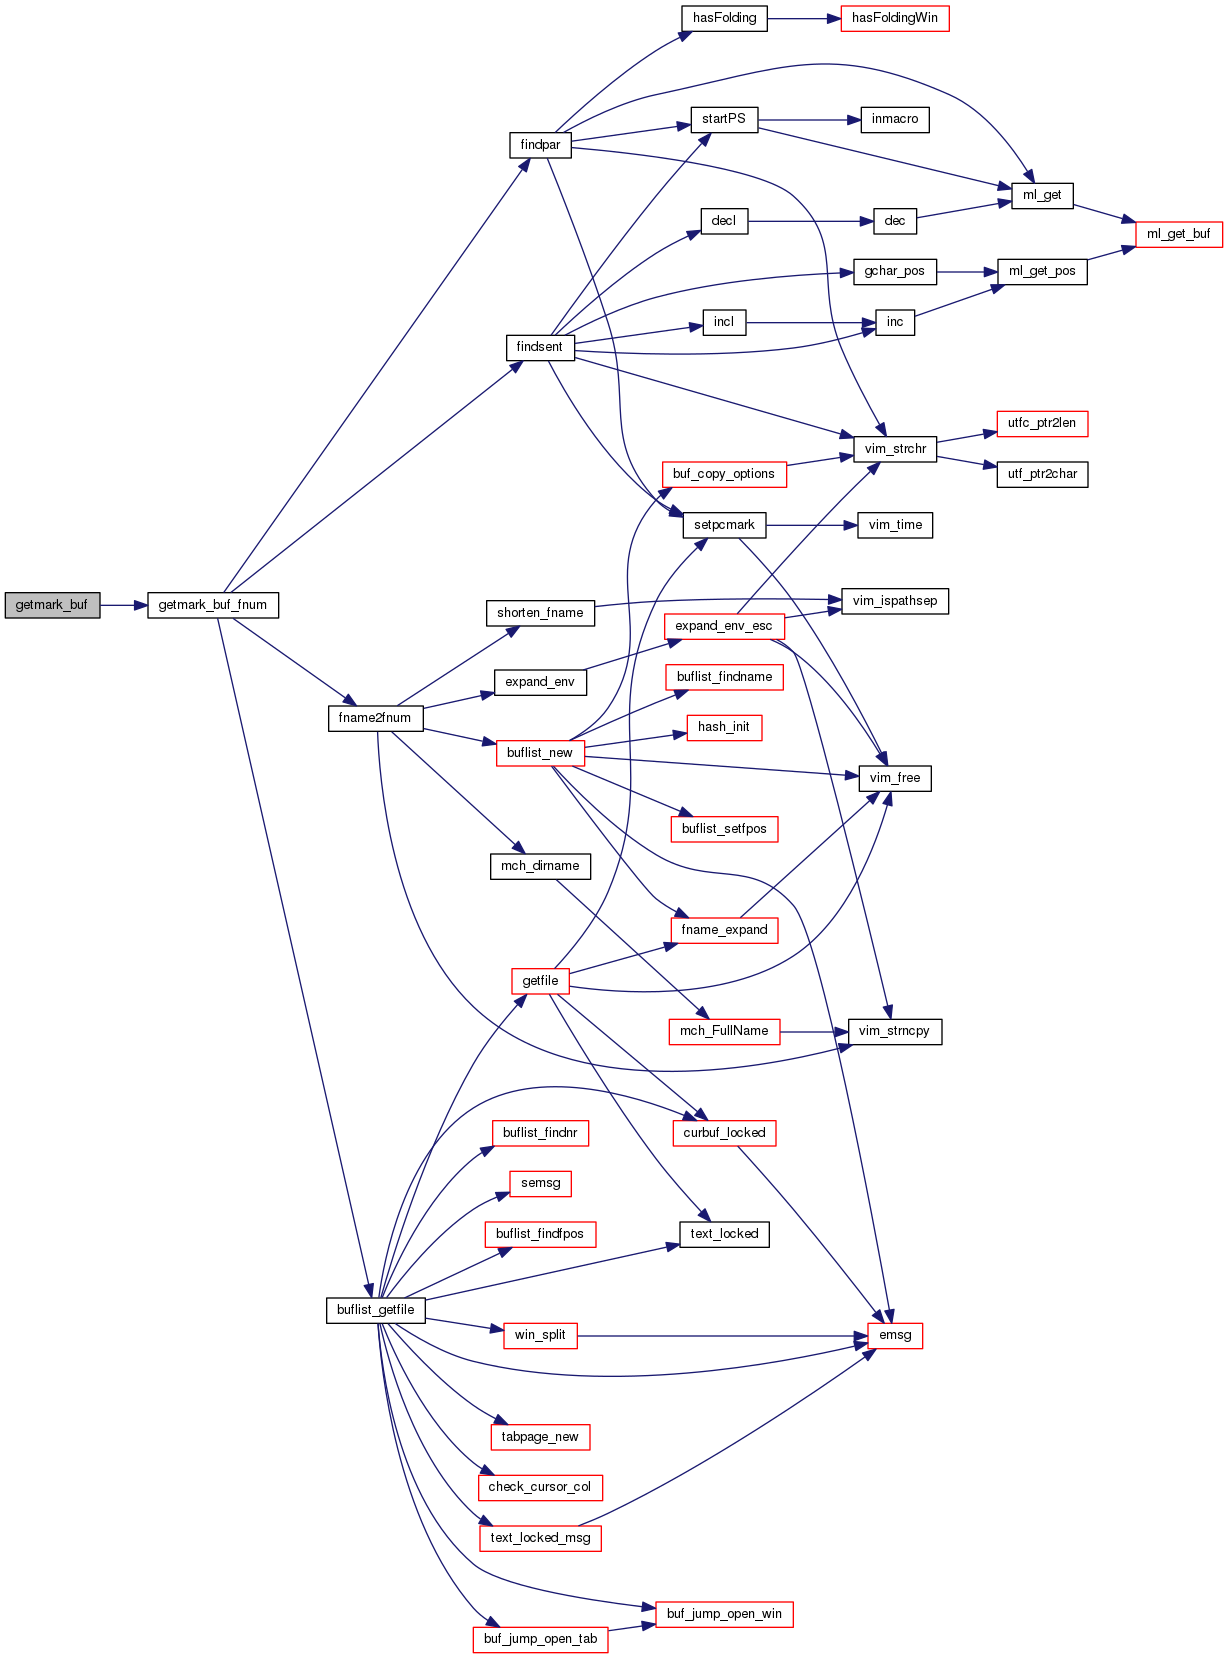 hasFolding
hasFoldingWin
startPS
inmacro
findpar
ml_get
decl
dec
ml_get_buf
gchar_pos
ml_get_pos
incl
inc
findsent
utfc_ptr2len
vim_strchr
buf_copy_options
utf_ptr2char
setpcmark
vim_time
getmark_buf
getmark_buf_fnum
shorten_fname
vim_ispathsep
expand_env_esc
expand_env
buflist_findname
fname2fnum
hash_init
buflist_new
vim_free
buflist_setfpos
mch_dirname
fname_expand
getfile
mch_FullName
vim_strncpy
buflist_findnr
curbuf_locked
semsg
buflist_findfpos
text_locked
buflist_getfile
win_split
emsg
tabpage_new
check_cursor_col
text_locked_msg
buf_jump_open_win
buf_jump_open_tab